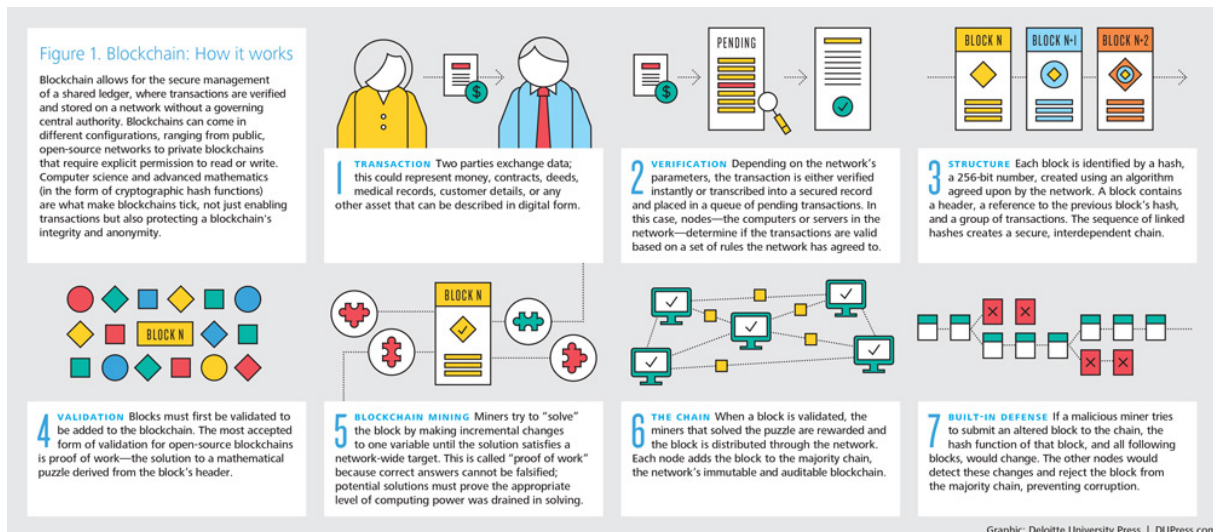 Figure 1. Blockchain: How it works
Blockchain allows for the secure management
of a shared ledger, where transactions are verified
and stored on a network without a governing
central authority. Blockchains can come in
different configurations, ranging from public,
open-source networks to private blockchains
that require explicit permission to read or write.
Computer science and advanced mathematics
(in the form of cryptographic hash functions)
are what make blockchains tick, not just enabling
transactions but also protecting a blockchain's
integrity and anonymity.
$
1 TRANSACTION Two parties exchange data;
this could represent money, contracts, deeds,
medical records, customer details, or any
other asset that can be described in digital form.
$
PENDING
2 VERIFICATION Depending on the network's
parameters, the transaction is either verified
instantly or transcribed into a secured record
and placed in a queue of pending transactions. In
this case, nodes—the computers or servers in the
network—determine if the transactions are valid
based on a set of rules the network has agreed to.
BLOCK N
BLOCK N+1
BLOCK N+2
3 STRUCTURE Each block is identified by a hash,
a 256-bit number, created using an algorithm
agreed upon by the network. A block contains
a header, a reference to the previous block's hash,
and a group of transactions. The sequence of linked
hashes creates a secure, interdependent chain.
BLOCK N
4 VALIDATION Blocks must first be validated to
be added to the blockchain. The most accepted
form of validation for open-source blockchains
is proof of work—the solution to a mathematical
puzzle derived from the block's header.
BLOCK N
5 BLOCKCHAIN MINING Miners try to "solve"
the block by making incremental changes
to one variable until the solution satisfies a
network-wide target. This is called "proof of work"
because correct answers cannot be falsified;
potential solutions must prove the appropriate
level of computing power was drained in solving.
6 THE CHAIN When a block is validated, the
miners that solved the puzzle are rewarded and
the block is distributed through the network.
Each node adds the block to the majority chain,
the network's immutable and auditable blockchain.
7 BUILT-IN DEFENSE If a malicious miner tries
to submit an altered block to the chain, the
hash function of that block, and all following
blocks, would change. The other nodes would
detect these changes and reject the block from
the majority chain, preventing corruption.
Graphic: Deloitte University Press | DUPress.com